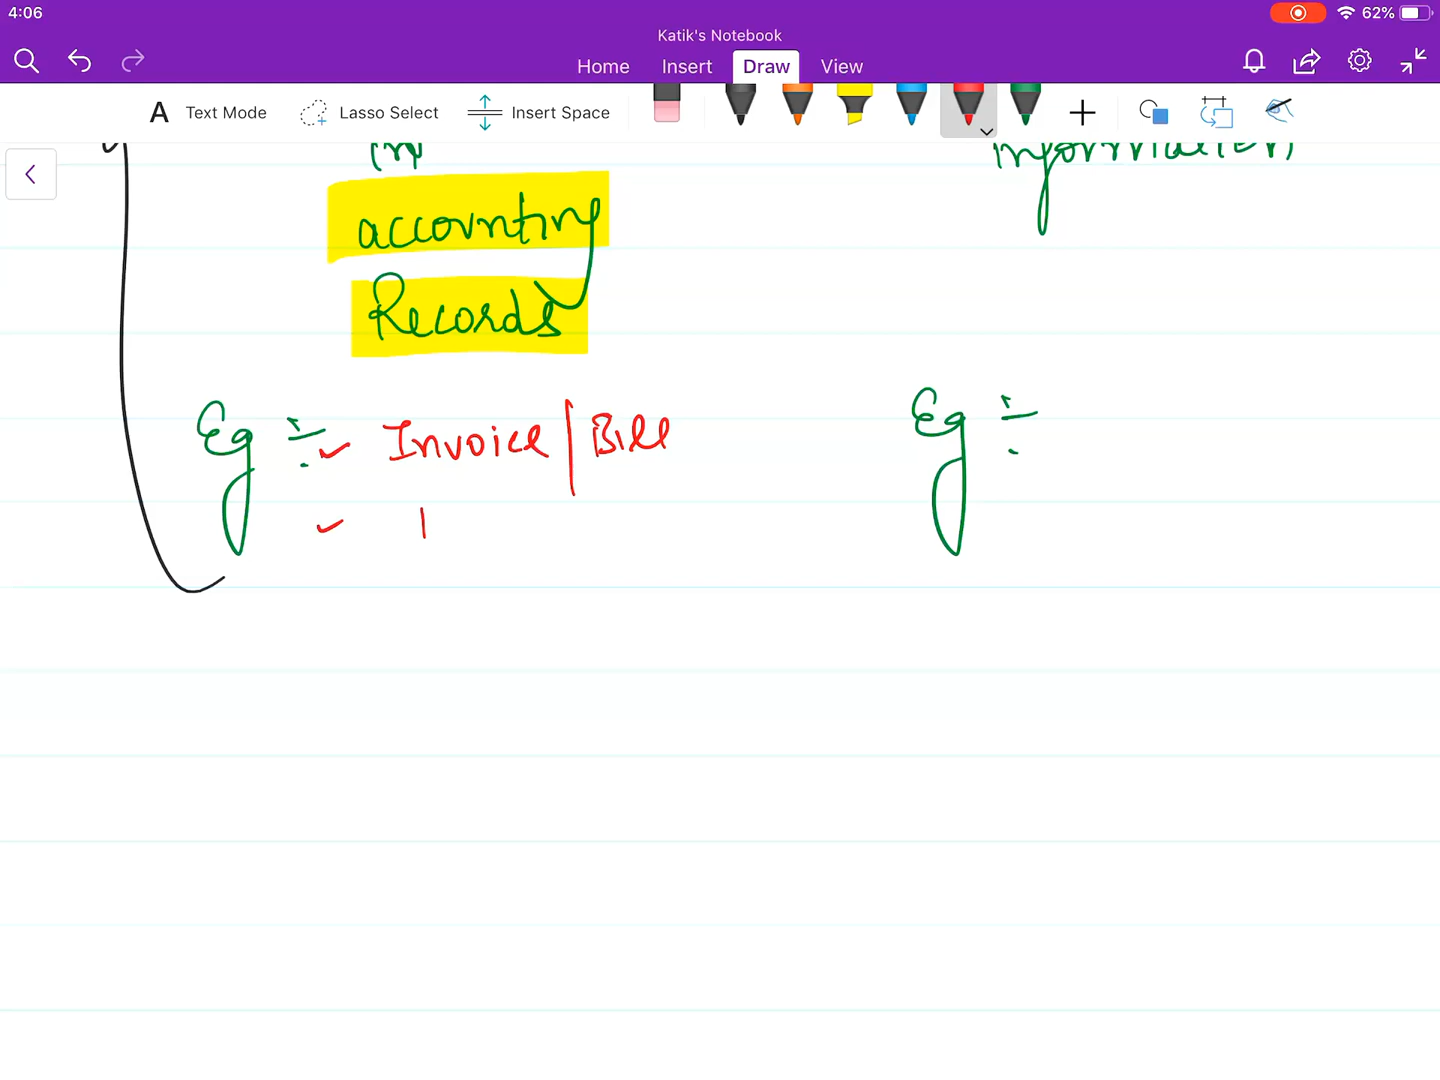 4:06
62%
Katik's Notebook
Home Insert Draw View
A Text Mode Lasso Select Insert Space
information
accounting
Records
Eg :- Invoice | Bill
Eg :-